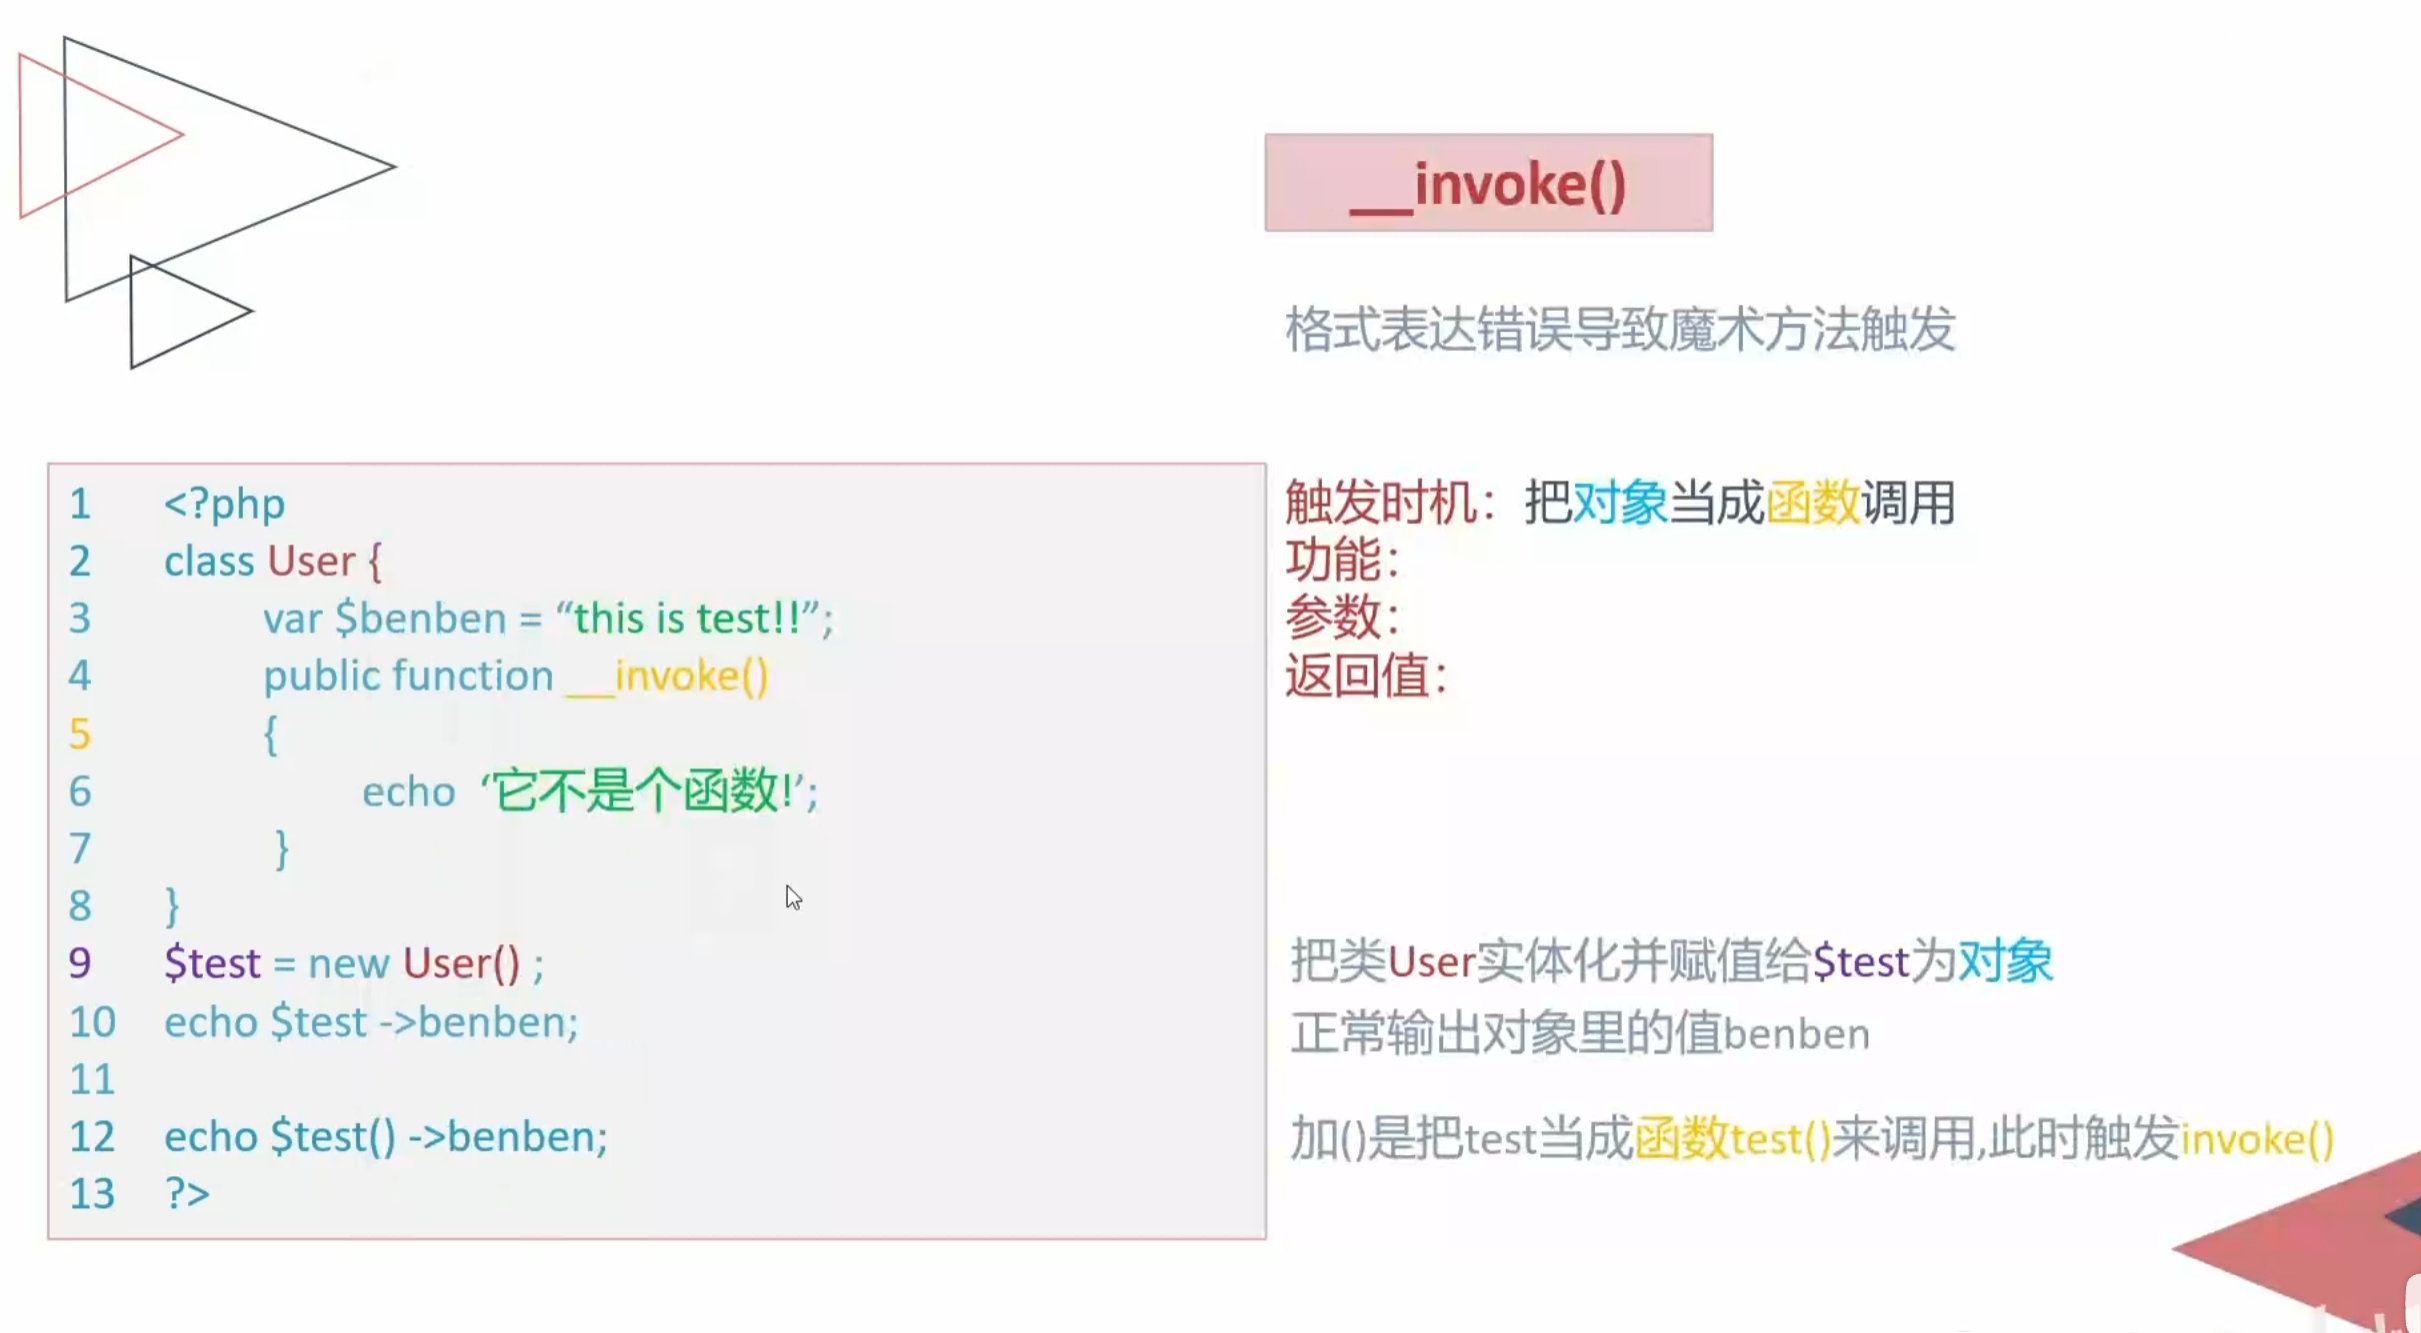 __invoke()
格式表达错误导致魔术方法触发
1 <?php
2 class User {
3 var $benben = “this is test!!”;
4 public function __invoke()
5 {
6 echo ‘它不是个函数!’;
7 }
8 }
9 $test = new User() ;
10 echo $test ->benben;
11
12 echo $test() ->benben;
13 ?>
触发时机：把对象当成函数调用
功能：
参数：
返回值：
把类User实体化并赋值给$test为对象
正常输出对象里的值benben
加()是把test当成函数test()来调用,此时触发invoke()